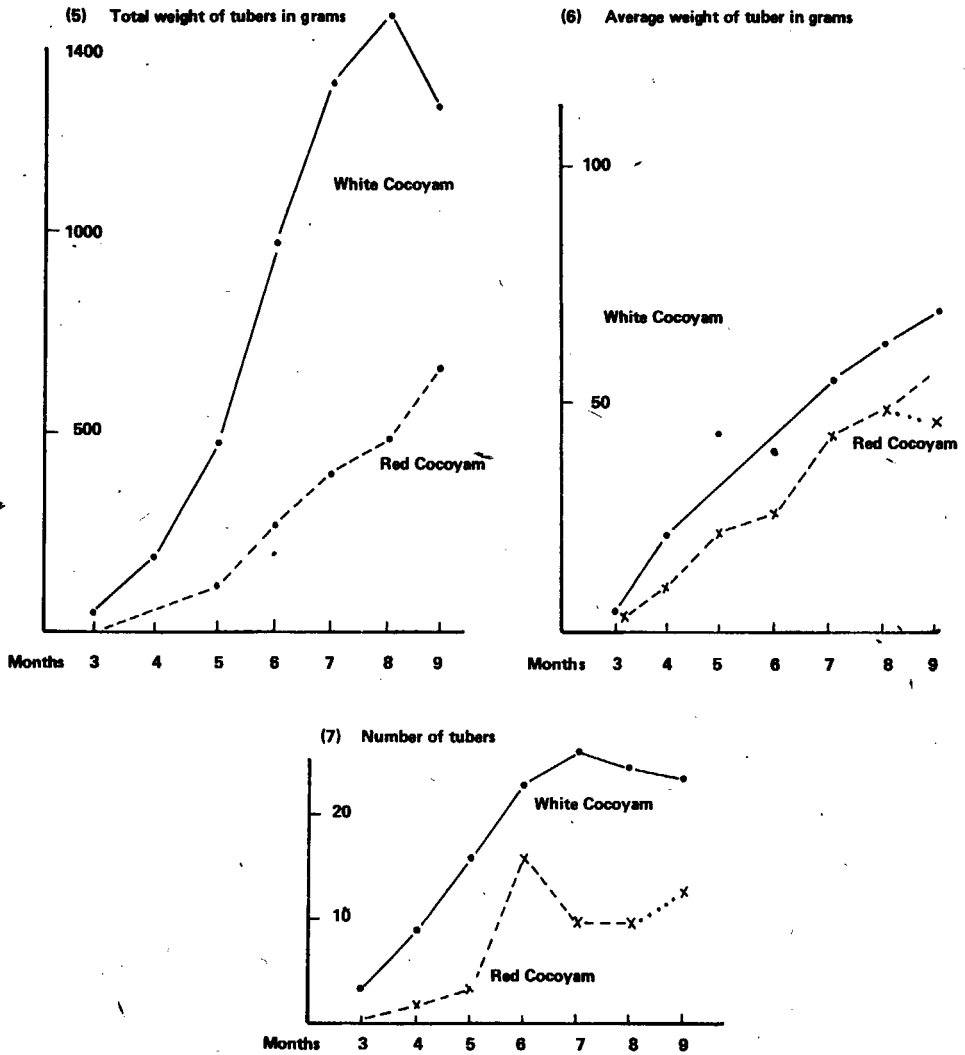 (5) Total weight of tubers in grams
1400
1000
500
White Cocoyam
Red Cocoyam
Months 3 4 5 6 7 8 9
(6) Average weight of tuber in grams
100
50
White Cocoyam
Red Cocoyam
Months 3 4 5 6 7 8 9
(7) Number of tubers
20
10
White Cocoyam
Red Cocoyam
Months 3 4 5 6 7 8 9